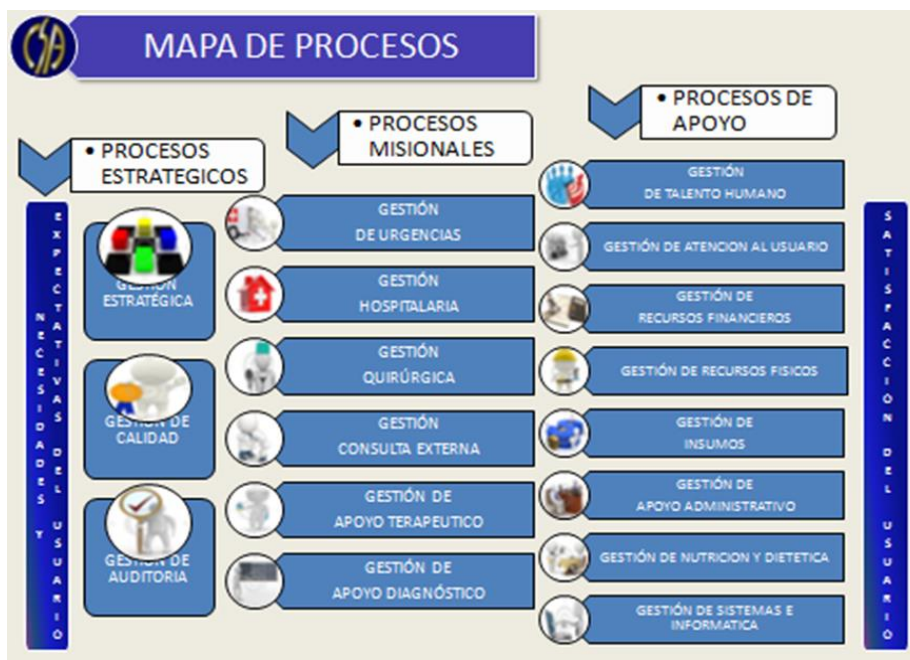 CSA
MAPA DE PROCESOS
• PROCESOS
ESTRATEGICOS
• PROCESOS
MISIONALES
• PROCESOS DE
APOYO
NECESIDADES Y
EXPECTATIVAS DEL USUARIO
GESTIÓN
ESTRATÉGICA
GESTIÓN DE
CALIDAD
GESTIÓN DE
AUDITORIA
GESTIÓN
DE URGENCIAS
GESTIÓN
HOSPITALARIA
GESTIÓN
QUIRÚRGICA
GESTIÓN
CONSULTA EXTERNA
GESTIÓN DE
APOYO TERAPEUTICO
GESTIÓN DE
APOYO DIAGNÓSTICO
GESTIÓN
DE TALENTO HUMANO
GESTIÓN DE ATENCION AL USUARIO
GESTIÓN DE
RECURSOS FINANCIEROS
GESTIÓN DE RECURSOS FISICOS
GESTIÓN DE
INSUMOS
GESTIÓN DE
APOYO ADMINISTRATIVO
GESTIÓN DE NUTRICION Y DIETETICA
GESTIÓN DE SISTEMAS E
INFORMATICA
SATISFACCIÓN DEL USUARIO